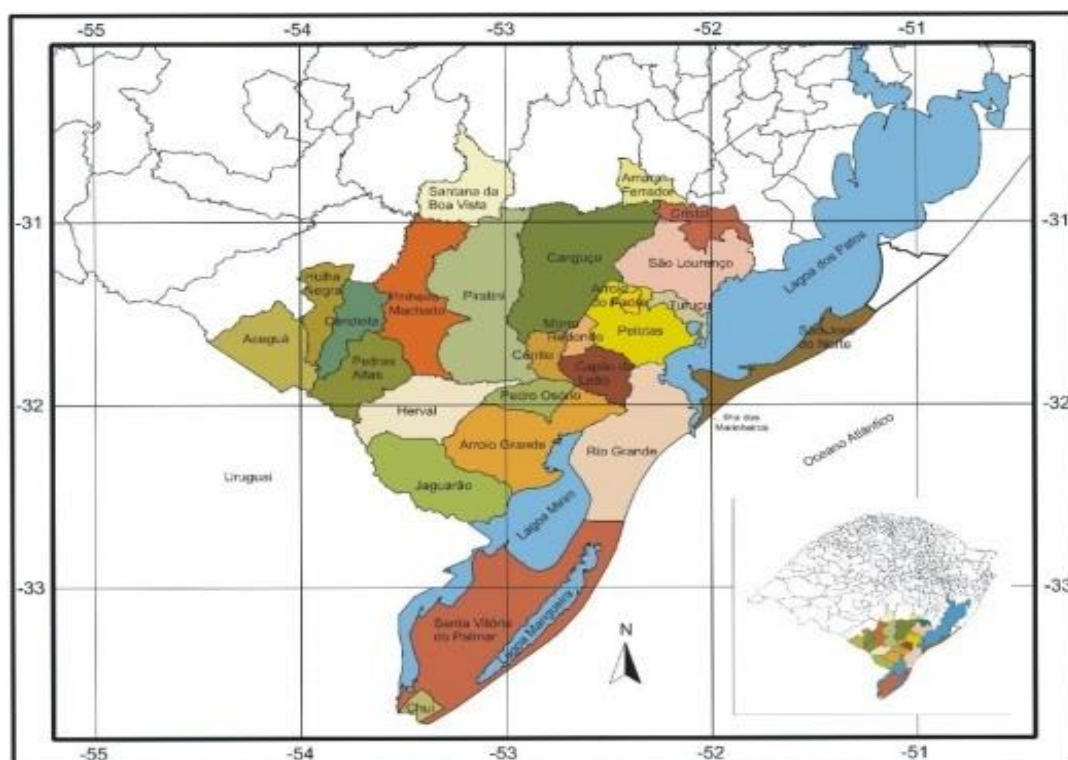 -55 -54 -53 -52 -51
-31 -31
-32 -32
-33 -33
Santana da
Boa Vista
Ferrador
Cristal
Canguçu
São Lourenço
Lagoa dos Patos
Hulha
Negra
Candiota
Pinheiro
Machado
Piratini
Arroio
do Padre
Turuçu
Aceguá
Pedras
Altas
Morro
Redondo
Pelotas
São José
do Norte
Cerrito
Capão do
Leão
Pedro Osório
Herval
Ilha dos
Marinheiros
Arroio Grande
Rio Grande
Oceano Atlântico
Uruguai
Jaguarão
Lagoa Mirim
Santa Vitória
do Palmar
Lagoa Mangueira
N
Chuí
-55 -54 -53 -52 -51